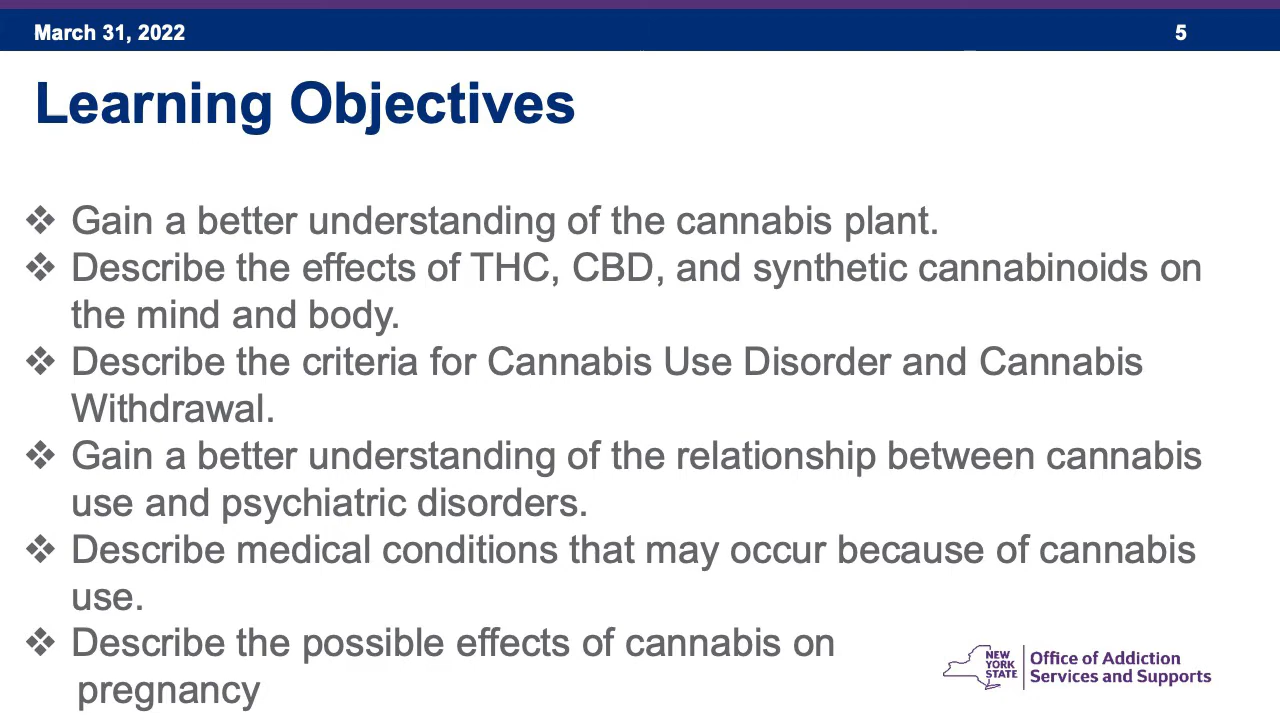 March 31, 2022
5
Learning Objectives
❖ Gain a better understanding of the cannabis plant.
❖ Describe the effects of THC, CBD, and synthetic cannabinoids on
the mind and body.
❖ Describe the criteria for Cannabis Use Disorder and Cannabis
Withdrawal.
❖ Gain a better understanding of the relationship between cannabis
use and psychiatric disorders.
❖ Describe medical conditions that may occur because of cannabis
use.
❖ Describe the possible effects of cannabis on
pregnancy
NEW
YORK
STATE
Office of Addiction
Services and Supports